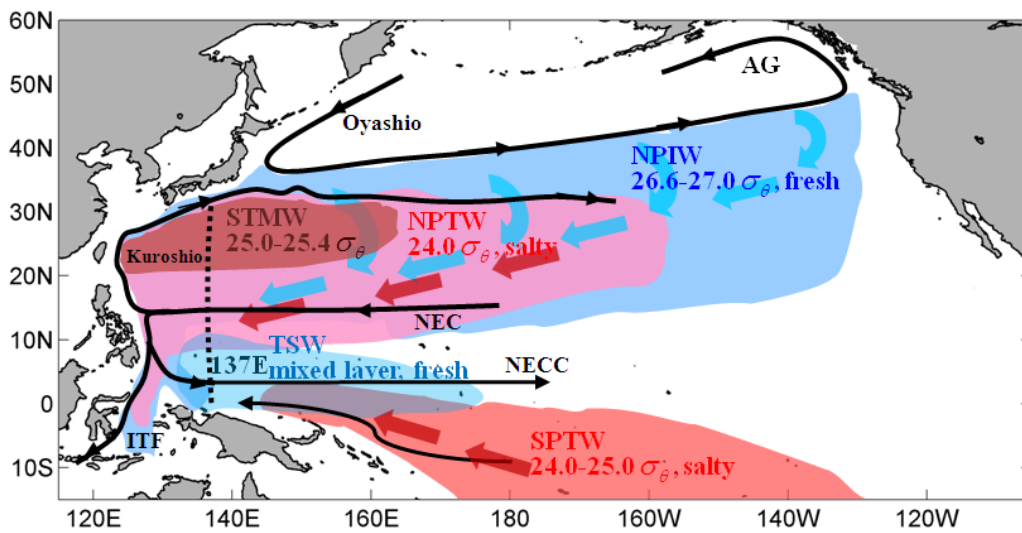 60N
50N
40N
30N
20N
10N
0
10S
120E
140E
160E
180
160W
140W
120W
AG
Oyashio
NPIW
26.6-27.0 σθ, fresh
STMW
25.0-25.4 σθ
NPTW
24.0 σθ, salty
Kuroshio
NEC
TSW
mixed layer, fresh
137E
NECC
ITF
SPTW
24.0-25.0 σθ, salty